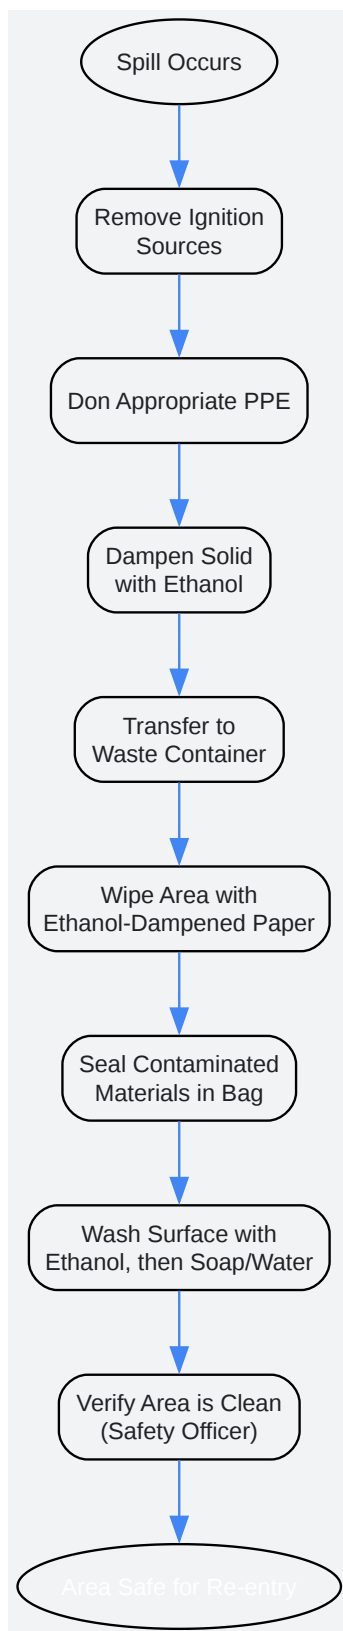 Spill Occurs
Remove Ignition
Sources
Don Appropriate PPE
Dampen Solid
with Ethanol
Transfer to
Waste Container
Wipe Area with
Ethanol-Dampened Paper
Seal Contaminated
Materials in Bag
Wash Surface with
Ethanol, then Soap/Water
Verify Area is Clean
(Safety Officer)
Area Safe for Re-entry